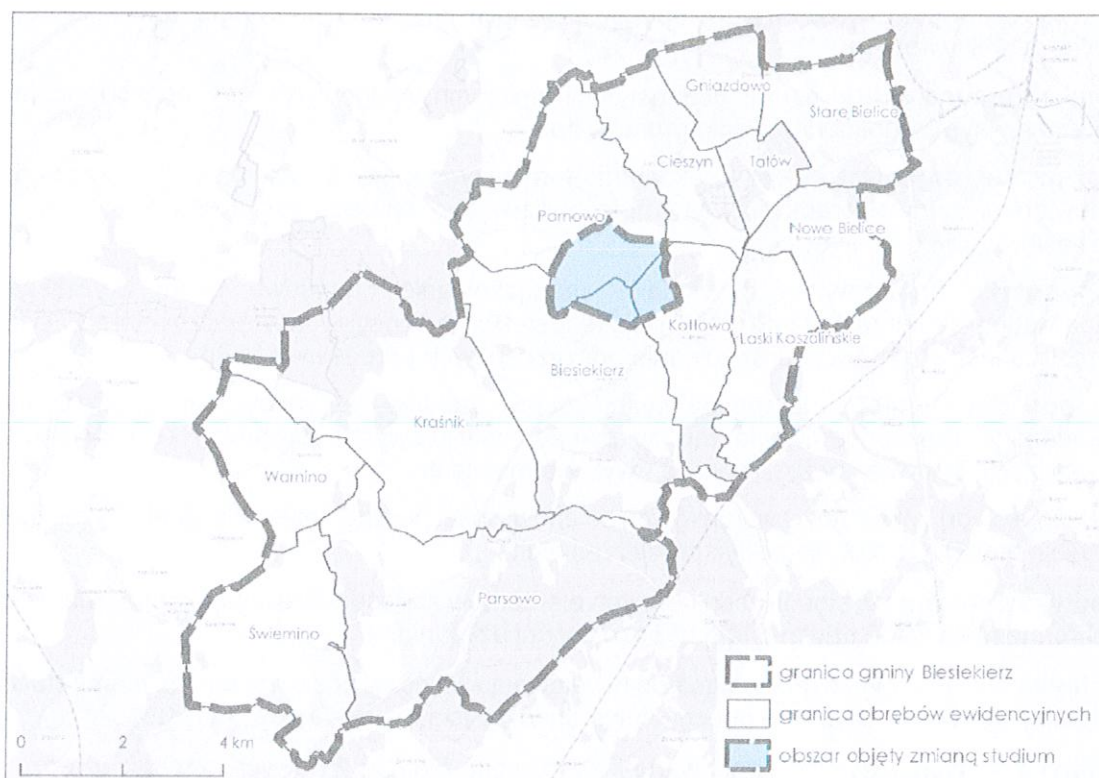 Gniazdowo
Stare Bielice
Cieszyn
Tatów
Parnowo
Nowe Bielice
Kotłowo
Laski Koszalińskie
Biesiekierz
Kraśnik
Warnino
Parsowo
Świemino
granica gminy Biesiekierz
granica obrębów ewidencyjnych
obszar objęty zmianą studium
0 2 4 km